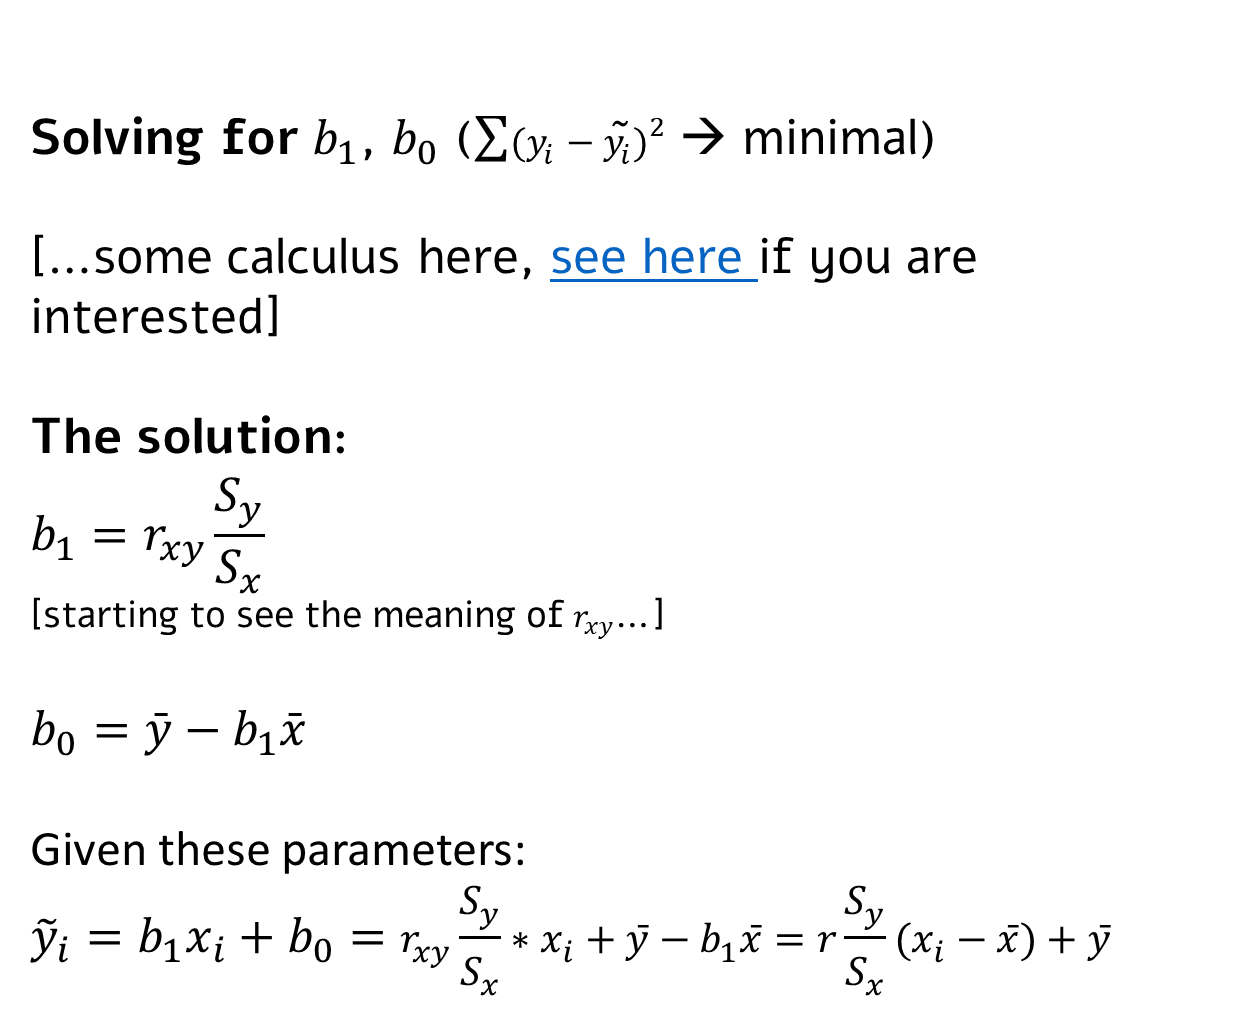 Solving for b₁, b₀ (∑(yᵢ − ỹᵢ)² → minimal)
[...some calculus here, see here if you are
interested]
The solution:
b₁ = r_xy S_y/S_x
[starting to see the meaning of r_xy...]
b₀ = ȳ − b₁x̄
Given these parameters:
ỹᵢ = b₁xᵢ + b₀ = r_xy S_y/S_x * xᵢ + ȳ − b₁x̄ = r S_y/S_x (xᵢ − x̄) + ȳ